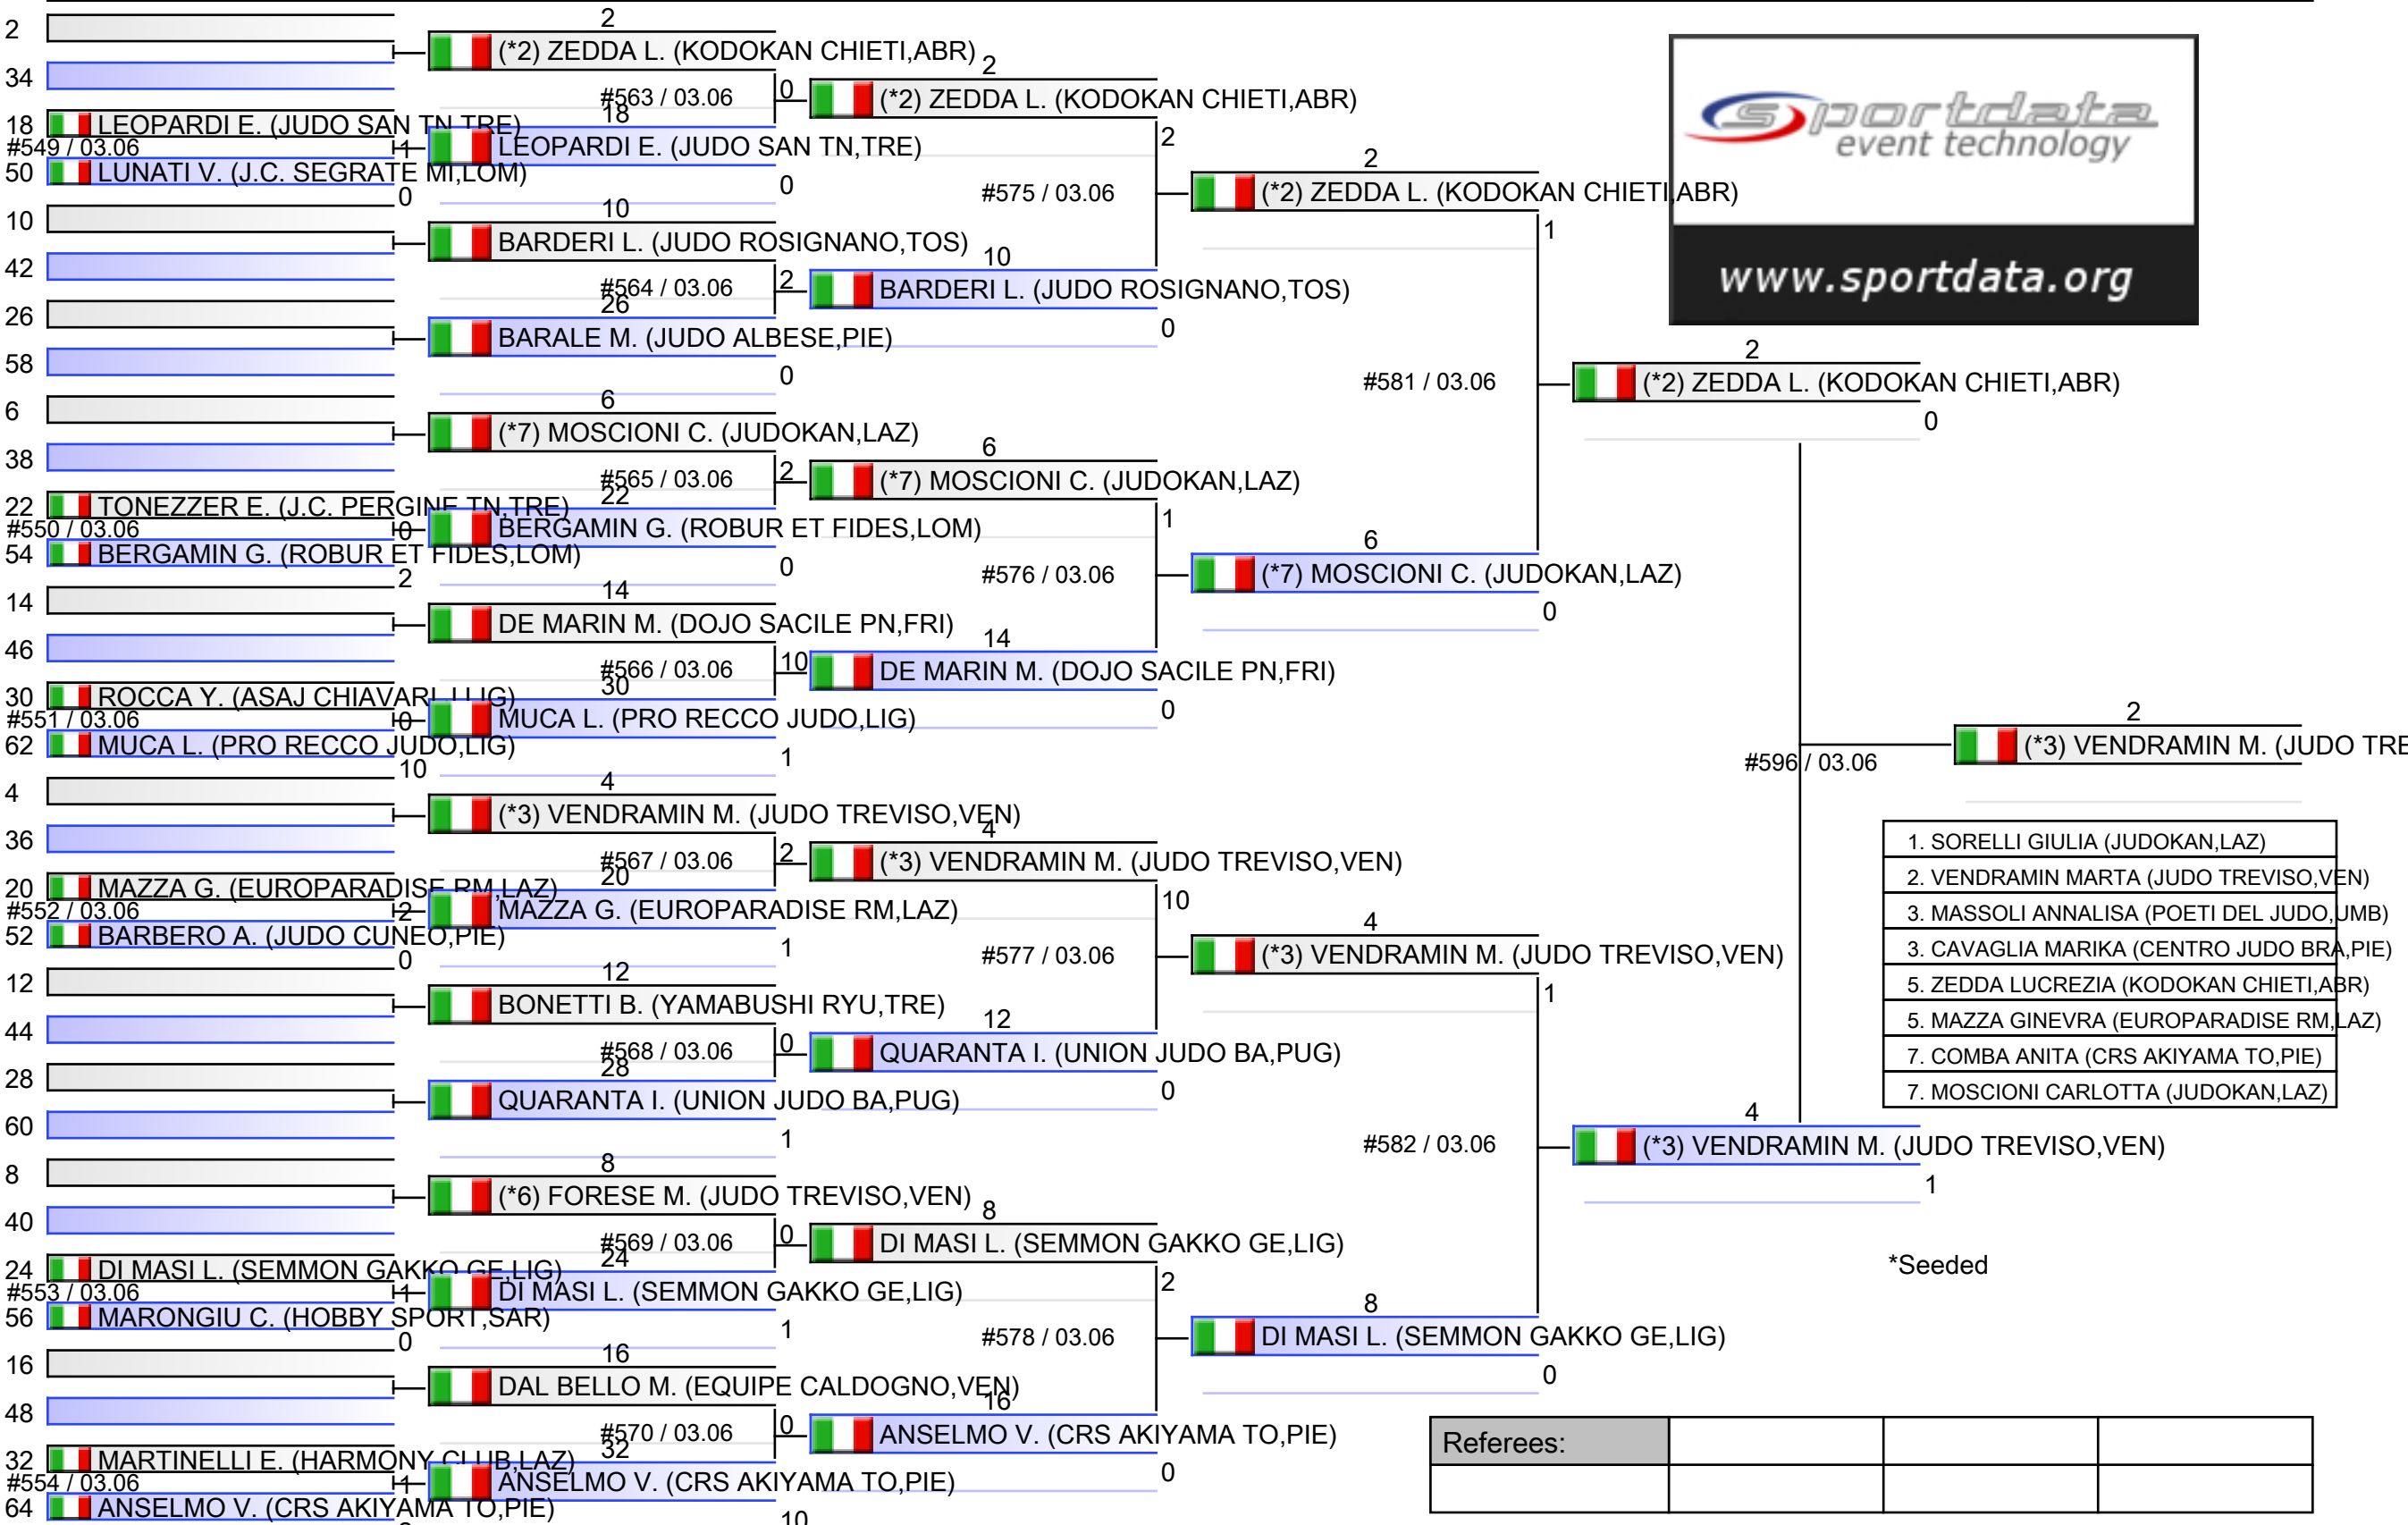 2
34
18 LEOPARDI E. (JUDO SAN TN,TRE)
#549 / 03.06
1
50 LUNATI V. (J.C. SEGRATE MI,LOM)
0
10
42
26
58
6
38
22 TONEZZER E. (J.C. PERGINE TN,TRE)
#550 / 03.06
0
54 BERGAMIN G. (ROBUR ET FIDES,LOM)
2
14
46
30 ROCCA Y. (ASAJ CHIAVARI,LIG)
#551 / 03.06
0
62 MUCA L. (PRO RECCO JUDO,LIG)
10
4
36
20 MAZZA G. (EUROPARADISE RM,LAZ)
#552 / 03.06
2
52 BARBERO A. (JUDO CUNEO,PIE)
0
12
44
28
60
8
40
24 DI MASI L. (SEMMON GAKKO GE,LIG)
#553 / 03.06
1
56 MARONGIU C. (HOBBY SPORT,SAR)
0
16
48
32 MARTINELLI E. (HARMONY CLUB,LAZ)
#554 / 03.06
1
64 ANSELMO V. (CRS AKIYAMA TO,PIE)
2
(*2) ZEDDA L. (KODOKAN CHIETI,ABR)
0
#563 / 03.06
18
LEOPARDI E. (JUDO SAN TN,TRE)
0
10
BARDERI L. (JUDO ROSIGNANO,TOS)
2
#564 / 03.06
26
BARALE M. (JUDO ALBESE,PIE)
0
6
(*7) MOSCIONI C. (JUDOKAN,LAZ)
2
#565 / 03.06
22
BERGAMIN G. (ROBUR ET FIDES,LOM)
0
14
DE MARIN M. (DOJO SACILE PN,FRI)
10
#566 / 03.06
30
MUCA L. (PRO RECCO JUDO,LIG)
1
4
(*3) VENDRAMIN M. (JUDO TREVISO,VEN)
2
#567 / 03.06
20
MAZZA G. (EUROPARADISE RM,LAZ)
1
12
BONETTI B. (YAMABUSHI RYU,TRE)
0
#568 / 03.06
28
QUARANTA I. (UNION JUDO BA,PUG)
1
8
(*6) FORESE M. (JUDO TREVISO,VEN)
0
#569 / 03.06
24
DI MASI L. (SEMMON GAKKO GE,LIG)
1
16
DAL BELLO M. (EQUIPE CALDOGNO,VEN)
0
#570 / 03.06
32
ANSELMO V. (CRS AKIYAMA TO,PIE)
10
2
(*2) ZEDDA L. (KODOKAN CHIETI,ABR)
2
#575 / 03.06
10
BARDERI L. (JUDO ROSIGNANO,TOS)
0
6
(*7) MOSCIONI C. (JUDOKAN,LAZ)
1
#576 / 03.06
14
DE MARIN M. (DOJO SACILE PN,FRI)
0
4
(*3) VENDRAMIN M. (JUDO TREVISO,VEN)
10
#577 / 03.06
12
QUARANTA I. (UNION JUDO BA,PUG)
0
8
DI MASI L. (SEMMON GAKKO GE,LIG)
2
#578 / 03.06
16
ANSELMO V. (CRS AKIYAMA TO,PIE)
0
2
(*2) ZEDDA L. (KODOKAN CHIETI,ABR)
1
#581 / 03.06
6
(*7) MOSCIONI C. (JUDOKAN,LAZ)
0
4
(*3) VENDRAMIN M. (JUDO TREVISO,VEN)
1
#582 / 03.06
8
DI MASI L. (SEMMON GAKKO GE,LIG)
0
sportdata
event technology
www.sportdata.org
2
(*2) ZEDDA L. (KODOKAN CHIETI,ABR)
0
#596 / 03.06
4
(*3) VENDRAMIN M. (JUDO TREVISO,VEN)
1
2
(*3) VENDRAMIN M. (JUDO TRE
1. SORELLI GIULIA (JUDOKAN,LAZ)
2. VENDRAMIN MARTA (JUDO TREVISO,VEN)
3. MASSOLI ANNALISA (POETI DEL JUDO,UMB)
3. CAVAGLIA MARIKA (CENTRO JUDO BRA,PIE)
5. ZEDDA LUCREZIA (KODOKAN CHIETI,ABR)
5. MAZZA GINEVRA (EUROPARADISE RM,LAZ)
7. COMBA ANITA (CRS AKIYAMA TO,PIE)
7. MOSCIONI CARLOTTA (JUDOKAN,LAZ)
*Seeded
Referees: